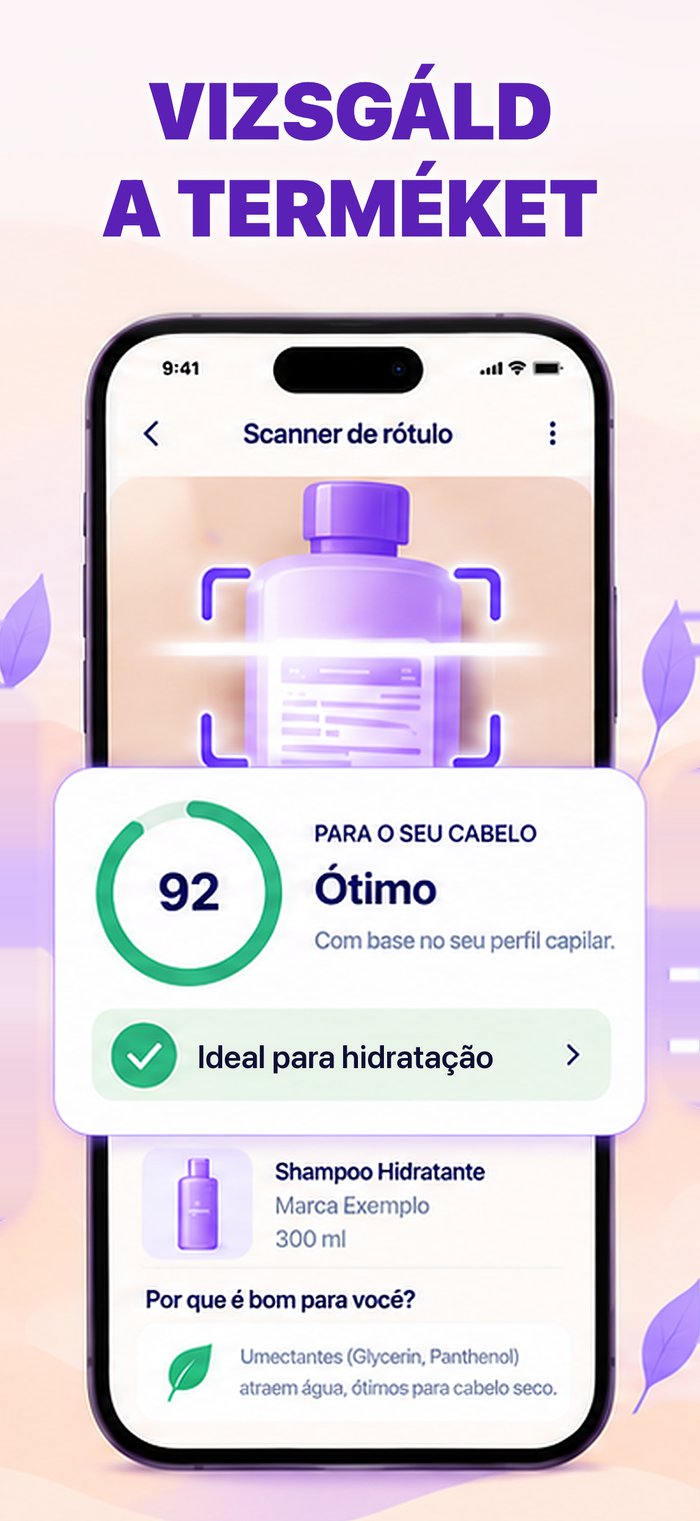 VIZSGÁLD
A TERMÉKET
9:41
Scanner de rótulo
92
PARA O SEU CABELO
Ótimo
Com base no seu perfil capilar.
Ideal para hidratação
Shampoo Hidratante
Marca Exemplo
300 ml
Por que é bom para você?
Umectantes (Glycerin, Panthenol)
atraem água, ótimos para cabelo seco.